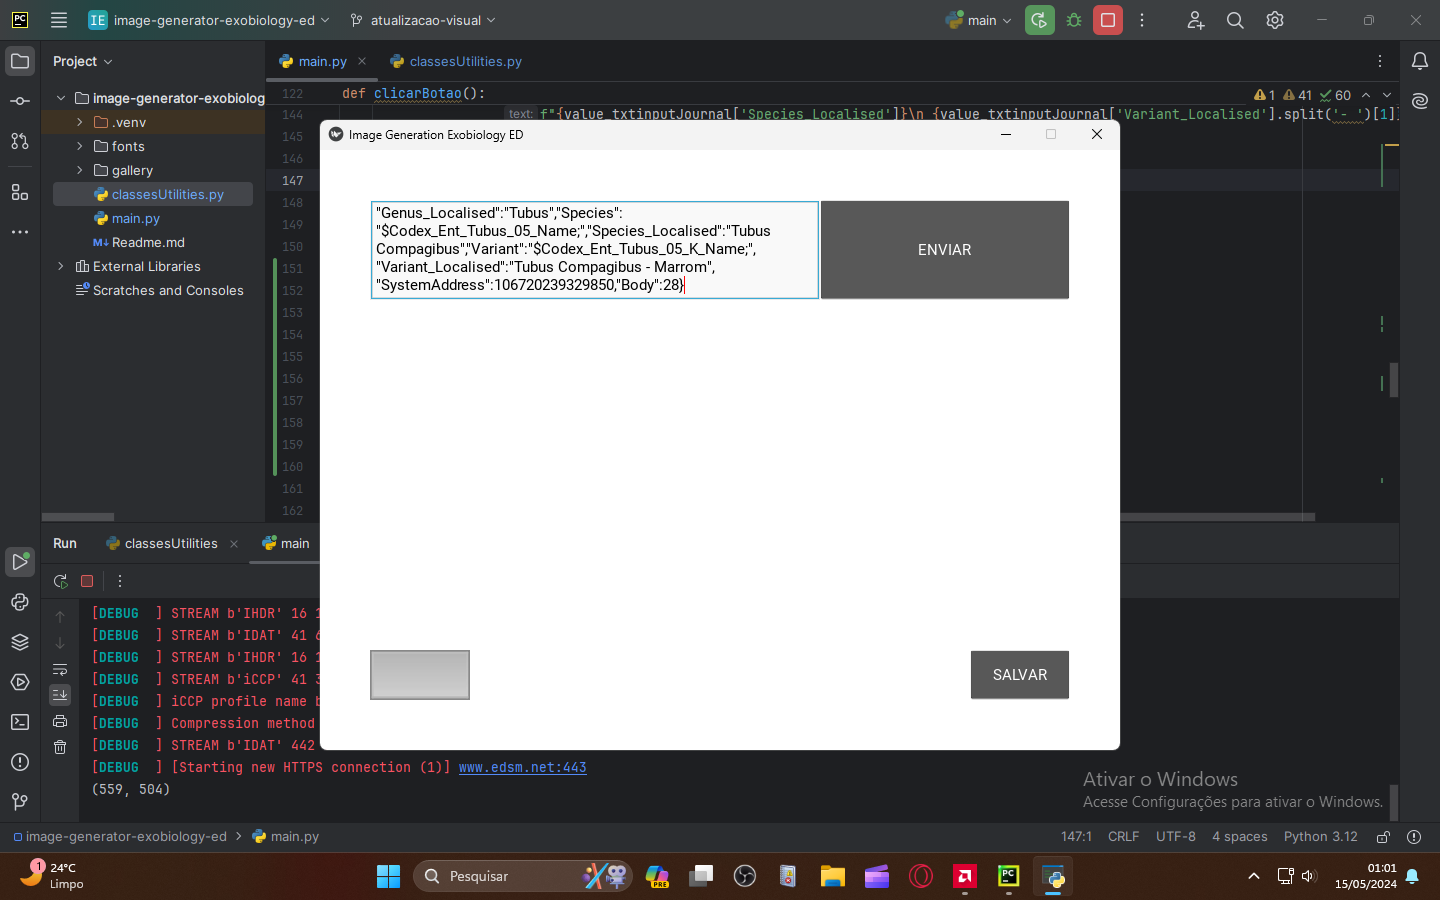 IE image-generator-exobiology-ed
atualizacao-visual
main
Project
main.py
classesUtilities.py
image-generator-exobiolog
.venv
fonts
gallery
classesUtilities.py
main.py
M↓ Readme.md
External Libraries
Scratches and Consoles
122 def clicarBotao():
1 41 60
144 text: f"{value_txtinputJournal['Species_Localised']}\n {value_txtinputJournal['Variant_Localised'].split('- ')[1]}
145
146
147
148
149
150
151
152
153
154
155
156
157
158
159
160
161
162
Image Generation Exobiology ED
"Genus_Localised":"Tubus","Species":
"$Codex_Ent_Tubus_05_Name;","Species_Localised":"Tubus
Compagibus","Variant":"$Codex_Ent_Tubus_05_K_Name;",
"Variant_Localised":"Tubus Compagibus - Marrom",
"SystemAddress":106720239329850,"Body":28}
ENVIAR
SALVAR
Run
classesUtilities
main
[DEBUG ] STREAM b'IHDR' 16
[DEBUG ] STREAM b'IDAT' 41
[DEBUG ] STREAM b'IHDR' 16
[DEBUG ] STREAM b'iCCP' 41
[DEBUG ] iCCP profile name
[DEBUG ] Compression method
[DEBUG ] STREAM b'IDAT' 442
[DEBUG ] [Starting new HTTPS connection (1)] www.edsm.net:443
(559, 504)
Ativar o Windows
Acesse Configurações para ativar o Windows.
image-generator-exobiology-ed > main.py
147:1 CRLF UTF-8 4 spaces Python 3.12
1
24°C
Limpo
Pesquisar
PRE
PC
01:01
15/05/2024